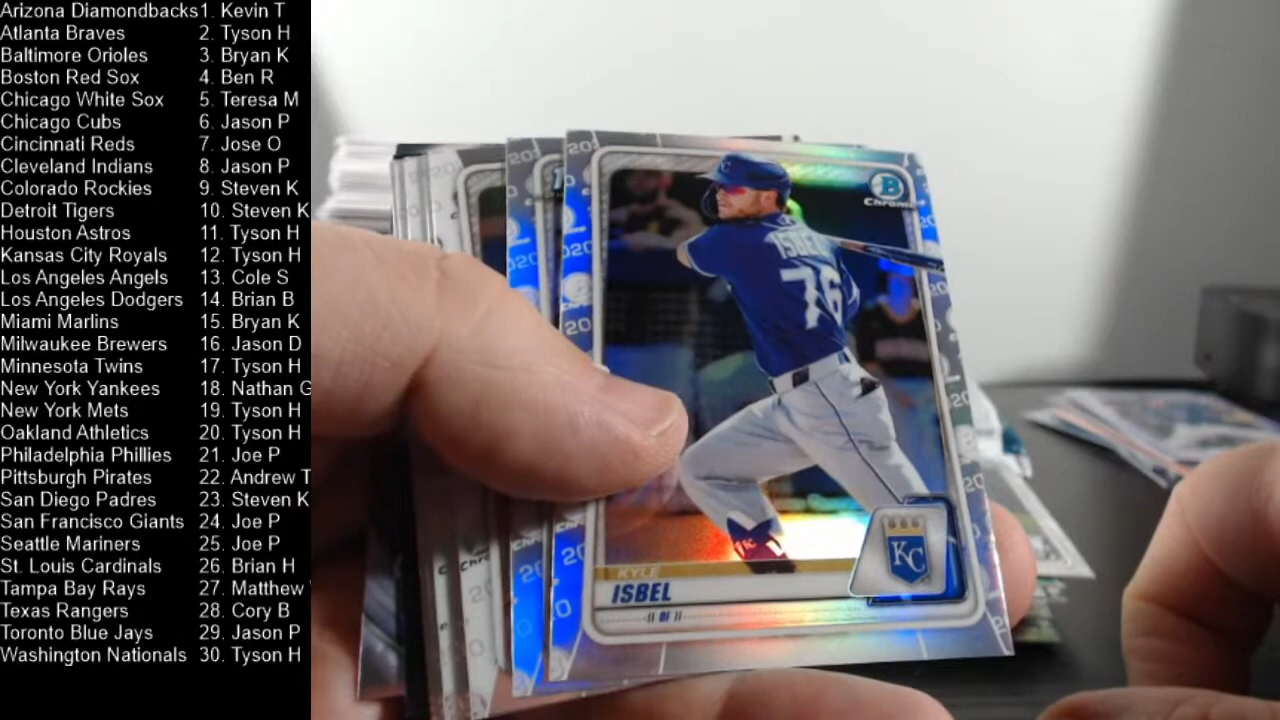 Arizona Diamondbacks 1. Kevin T
Atlanta Braves 2. Tyson H
Baltimore Orioles 3. Bryan K
Boston Red Sox 4. Ben R
Chicago White Sox 5. Teresa M
Chicago Cubs 6. Jason P
Cincinnati Reds 7. Jose O
Cleveland Indians 8. Jason P
Colorado Rockies 9. Steven K
Detroit Tigers 10. Steven K
Houston Astros 11. Tyson H
Kansas City Royals 12. Tyson H
Los Angeles Angels 13. Cole S
Los Angeles Dodgers 14. Brian B
Miami Marlins 15. Bryan K
Milwaukee Brewers 16. Jason D
Minnesota Twins 17. Tyson H
New York Yankees 18. Nathan G
New York Mets 19. Tyson H
Oakland Athletics 20. Tyson H
Philadelphia Phillies 21. Joe P
Pittsburgh Pirates 22. Andrew T
San Diego Padres 23. Steven K
San Francisco Giants 24. Joe P
Seattle Mariners 25. Joe P
St. Louis Cardinals 26. Brian H
Tampa Bay Rays 27. Matthew
Texas Rangers 28. Cory B
Toronto Blue Jays 29. Jason P
Washington Nationals 30. Tyson H
B
Chrome
ISBEL
76
KC
KYLE
ISBEL
OF